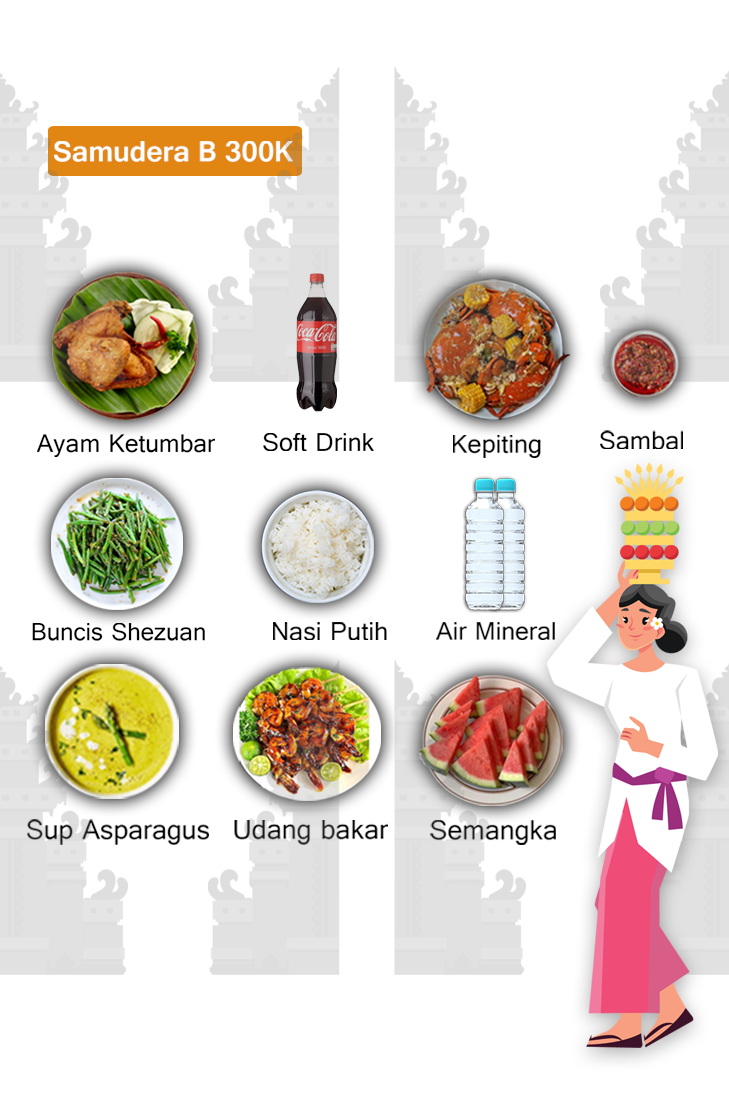 Samudera B 300K
Coca-Cola
Ayam Ketumbar
Soft Drink
Kepiting
Sambal
Buncis Shezuan
Nasi Putih
Air Mineral
Sup Asparagus
Udang bakar
Semangka